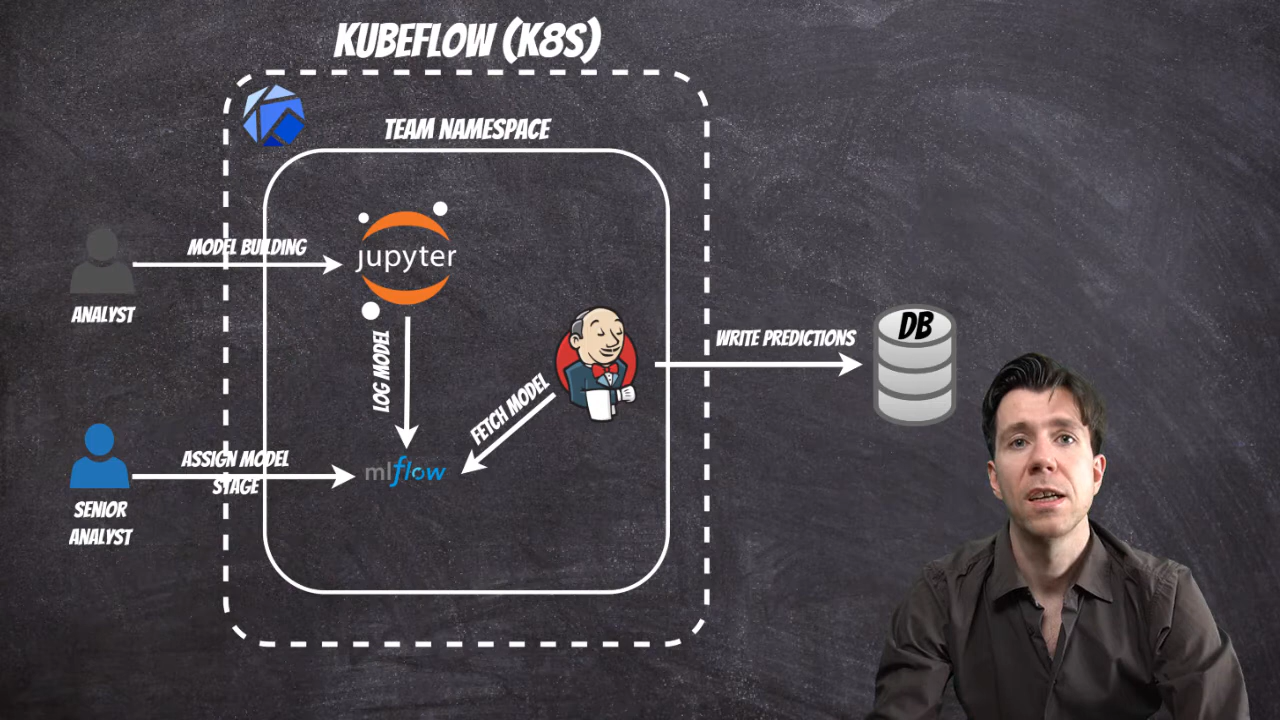 KUBEFLOW (K8S)
TEAM NAMESPACE
MODEL BUILDING
jupyter
ANALYST
LOG MODEL
FETCH MODEL
WRITE PREDICTIONS
DB
ASSIGN MODEL
STAGE
mlflow
SENIOR
ANALYST